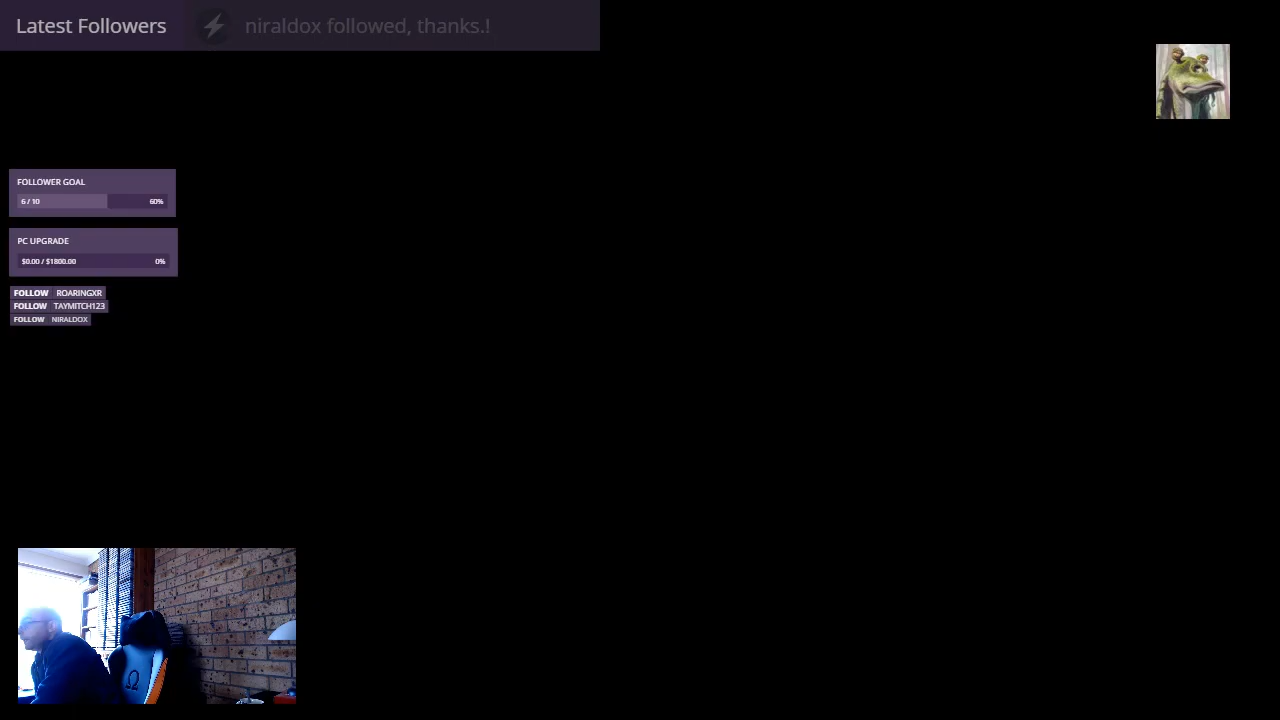 Latest Followers niraldox followed, thanks.!
FOLLOWER GOAL
6 / 10 60%
PC UPGRADE
$0.00 / $1800.00 0%
FOLLOW ROARINGXR
FOLLOW TAYMITCH123
FOLLOW NIRALDOX
Ω